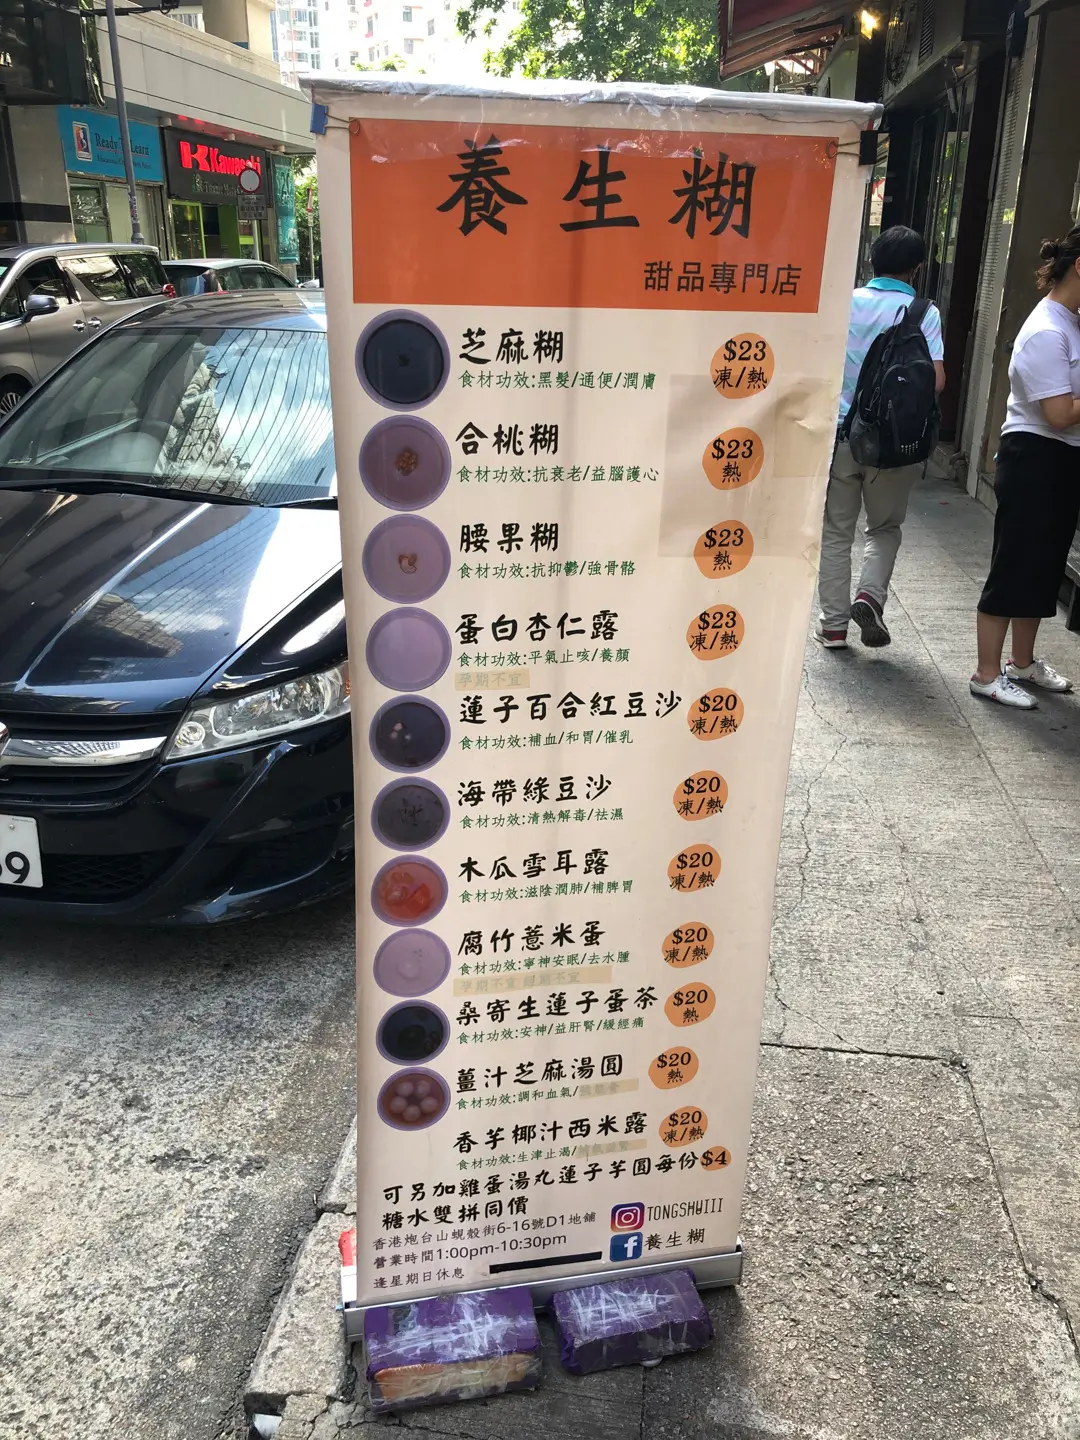 Ready Learn
Kawasaki
養生糊
甜品專門店
芝麻糊
食材功效:黑髮/通便/潤膚
$23
凍/熱
合桃糊
食材功效:抗衰老/益腦護心
$23
熱
腰果糊
食材功效:抗抑鬱/強骨骼
$23
熱
蛋白杏仁露
食材功效:平氣止咳/養顏
孕期不宜
$23
凍/熱
蓮子百合紅豆沙
食材功效:補血/和胃/催乳
$20
凍/熱
海帶綠豆沙
食材功效:清熱解毒/祛濕
$20
凍/熱
木瓜雪耳露
食材功效:滋陰潤肺/補脾胃
$20
凍/熱
腐竹薏米蛋
食材功效:寧神安眠/去水腫
孕期不宜
$20
凍/熱
桑寄生蓮子蛋茶
食材功效:安神/益肝腎/緩經痛
$20
熱
薑汁芝麻湯圓
食材功效:調和血氣/
$20
熱
香芋椰汁西米露
食材功效:生津止渴/
$20
凍/熱
可另加雞蛋湯丸蓮子芋圓每份$4
糖水雙拼同價
香港炮台山蜆殼街6-16號D1地舖
營業時間1:00pm-10:30pm
逢星期日休息
TONGSHUIII
養生糊
9